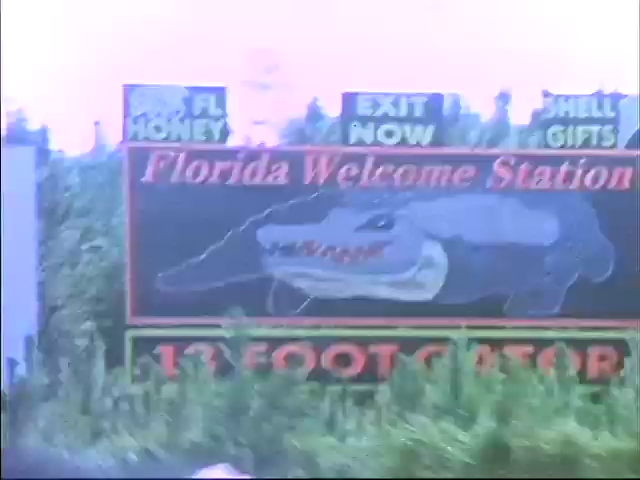 FL
HONEY
EXIT
NOW
SHELL
GIFTS
Florida Welcome Station
13 FOOT GATOR